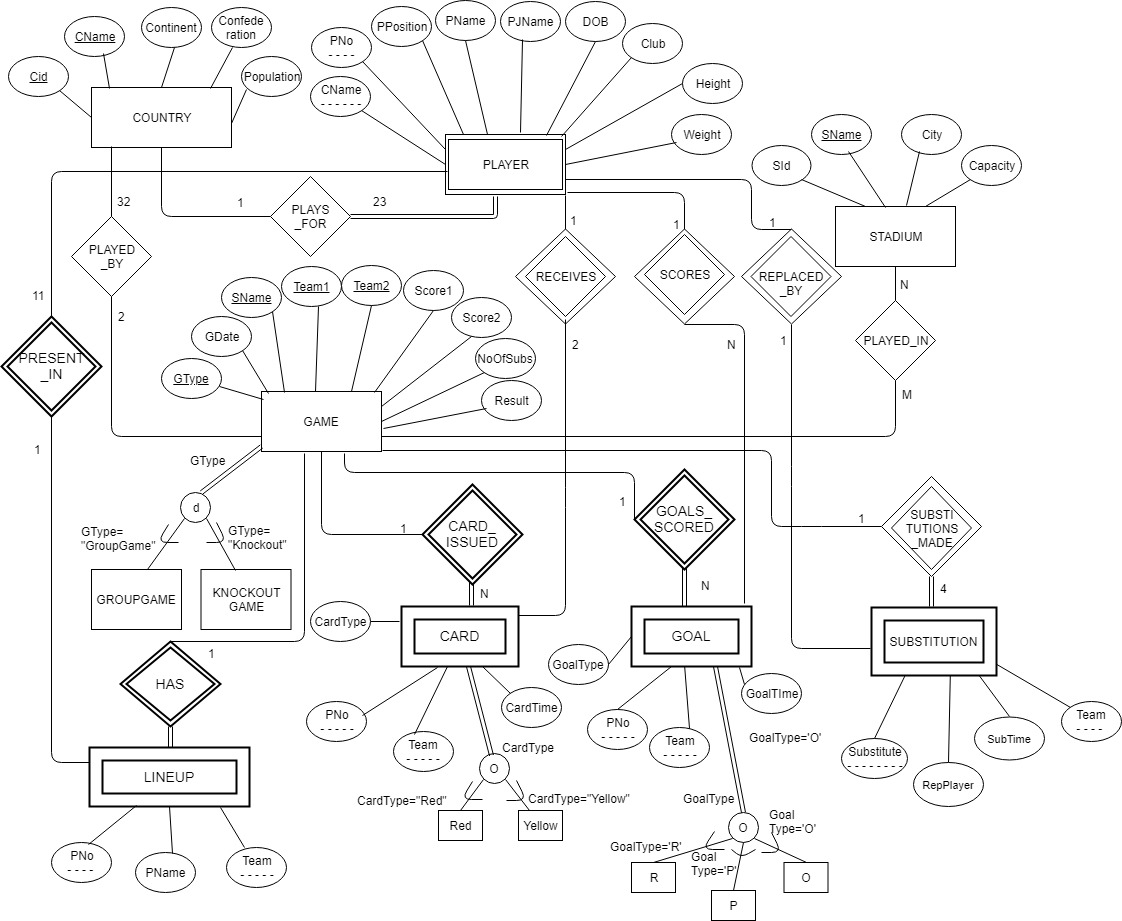 Cid
CName
Continent
Confede
ration
Population
COUNTRY
PNo
- - - -
CName
- - - - - -
PPosition
PName
PJName
DOB
Club
Height
Weight
PLAYER
SId
SName
City
Capacity
STADIUM
32
1
PLAYS
_FOR
23
PLAYED
_BY
2
1
RECEIVES
2
1
SCORES
N
1
REPLACED
_BY
1
N
PLAYED_IN
M
11
PRESENT
_IN
1
GType
GDate
SName
Team1
Team2
Score1
Score2
NoOfSubs
Result
GAME
GType
d
GType=
"GroupGame"
GType=
"Knockout"
GROUPGAME
KNOCKOUT
GAME
1
CARD_
ISSUED
N
1
GOALS_
SCORED
N
1
SUBSTI
TUTIONS
_MADE
4
1
HAS
LINEUP
PNo
- - - -
PName
Team
- - - -
CardType
CARD
PNo
- - - - -
Team
- - - - -
CardTime
CardType
O
CardType="Red"
CardType="Yellow"
Red
Yellow
GoalType
GOAL
PNo
- - - - -
Team
- - - - -
GoalTIme
GoalType='O'
GoalType
O
Goal
Type='O'
GoalType='R'
Goal
Type='P'
R
P
O
SUBSTITUTION
Substitute
- - - - - - - -
RepPlayer
SubTime
Team
- - - -